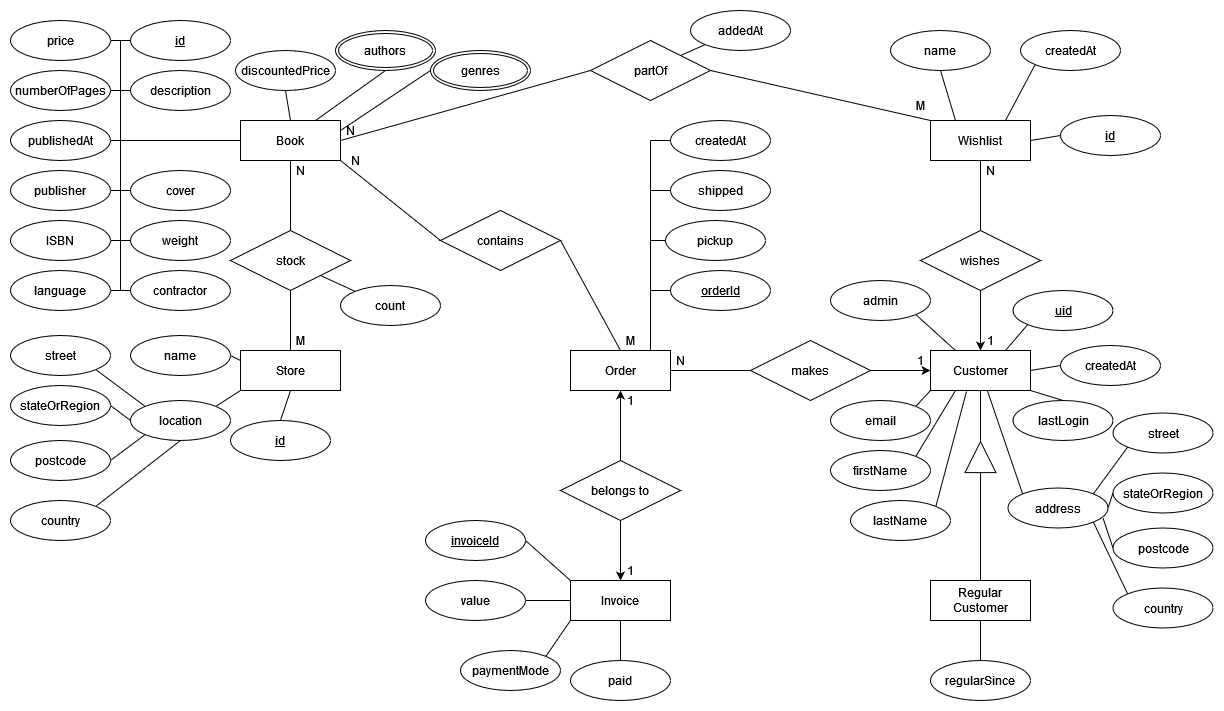 price
id
numberOfPages
description
publishedAt
publisher
cover
ISBN
weight
language
contractor
discountedPrice
authors
genres
Book
N
N
N
partOf
addedAt
M
name
createdAt
Wishlist
id
N
stock
count
M
contains
M
createdAt
shipped
pickup
orderId
wishes
1
street
name
Store
stateOrRegion
location
id
postcode
country
Order
N
1
makes
1
admin
uid
Customer
createdAt
email
lastLogin
firstName
lastName
address
street
stateOrRegion
postcode
country
belongs to
1
invoiceId
value
Invoice
paymentMode
paid
Regular
Customer
regularSince